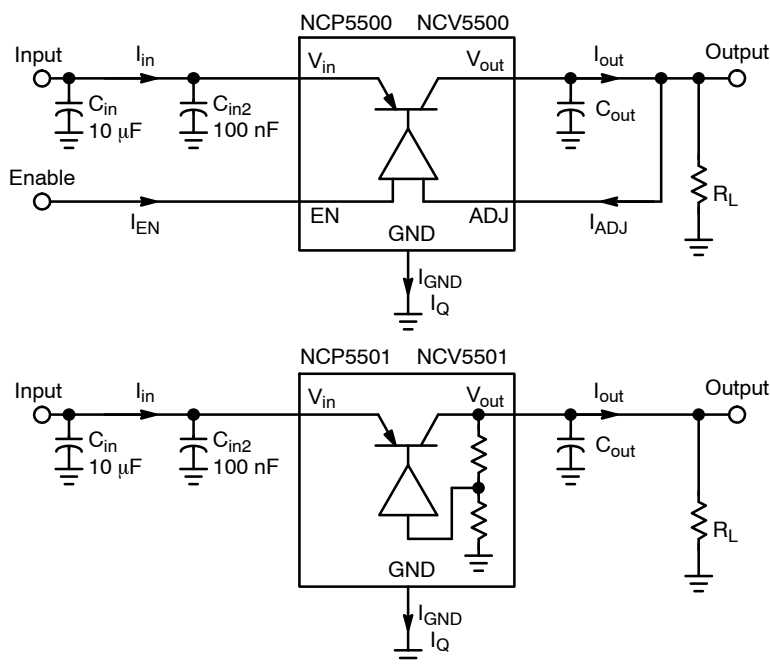 NCP5500 NCV5500
Input
I_in
V_in
V_out
I_out
Output
C_in
10 μF
C_in2
100 nF
C_out
Enable
I_EN
EN
ADJ
I_ADJ
R_L
GND
I_GND
I_Q
NCP5501 NCV5501
Input
I_in
V_in
V_out
I_out
Output
C_in
10 μF
C_in2
100 nF
C_out
R_L
GND
I_GND
I_Q